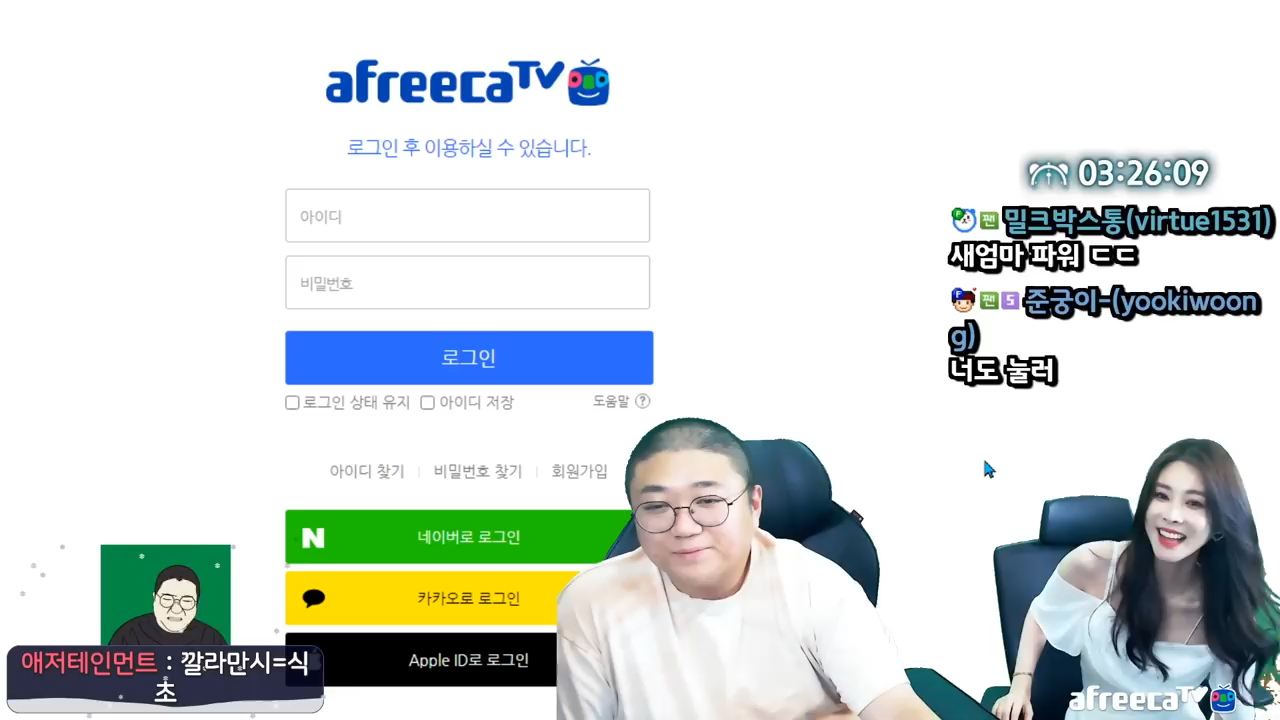 afreecaTV
로그인 후 이용하실 수 있습니다.
아이디
비밀번호
로그인
로그인 상태 유지 아이디 저장 도움말 ?
아이디 찾기 비밀번호 찾기 회원가입
N 네이버로 로그인
카카오로 로그인
Apple ID로 로그인
03:26:09
F 팬 밀크박스통(virtue1531)
새엄마 파워 ㄷㄷ
F 팬 S 준궁이-(yookiwoon
g)
너도 눌러
애저테인먼트 : 깔라만시=식
초
afreecaTV